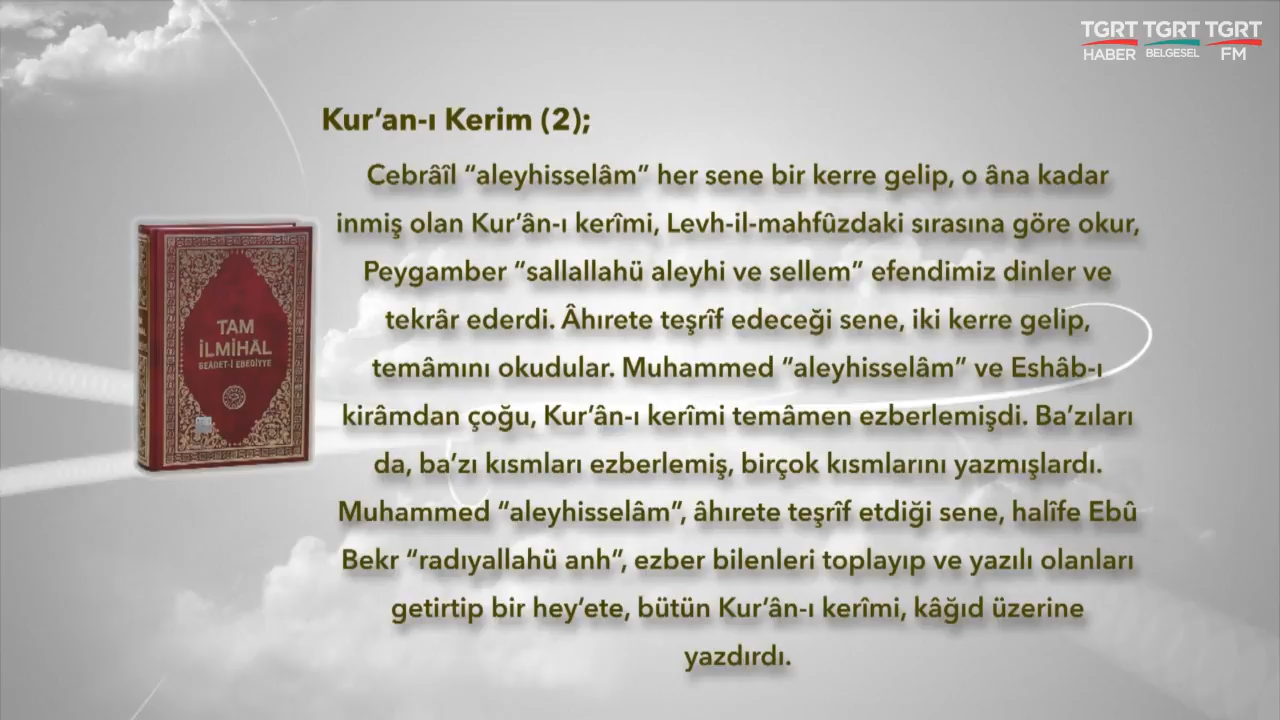 TGRT TGRT TGRT
HABER BELGESEL FM
Kur’an-ı Kerim (2);
Cebrâîl “aleyhisselâm” her sene bir kerre gelip, o âna kadar
inmiş olan Kur’ân-ı kerîmi, Levh-il-mahfûzdaki sırasına göre okur,
Peygamber “sallallahü aleyhi ve sellem” efendimiz dinler ve
tekrâr ederdi. Âhırete teşrîf edeceği sene, iki kerre gelip,
temâmını okudular. Muhammed “aleyhisselâm” ve Eshâb-ı
kirâmdan çoğu, Kur’ân-ı kerîmi temâmen ezberlemişdi. Ba’zıları
da, ba’zı kısmları ezberlemiş, birçok kısmlarını yazmışlardı.
Muhammed “aleyhisselâm”, âhırete teşrîf etdiği sene, halîfe Ebû
Bekr “radıyallahü anh”, ezber bilenleri toplayıp ve yazılı olanları
getirtip bir hey’ete, bütün Kur’ân-ı kerîmi, kâğıd üzerine
yazdırdı.
TAM
İLMİHÂL
SEÂDET-İ EBEDİYYE